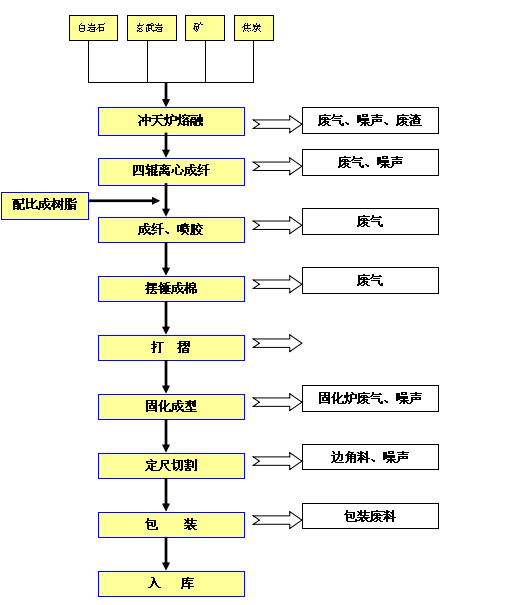 白岩石 玄武岩 矿 焦炭
冲天炉熔融 废气、噪声、废渣
四辊离心成纤 废气、噪声
配比成树脂
成纤、喷胶 废气
摆锤成棉 废气
打 摺
固化成型 固化炉废气、噪声
定尺切割 边角料、噪声
包 装 包装废料
入 库